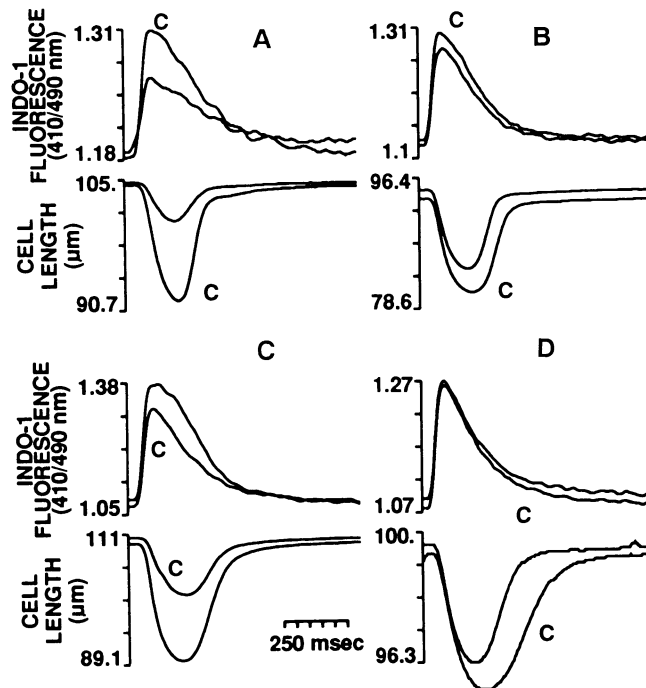 A
B
C
1.31
1.18
INDO-1
FLUORESCENCE
(410/490 nm)
C
1.31
1.1
105.
90.7
CELL
LENGTH
(µm)
C
96.4
78.6
C
C
D
1.38
1.05
INDO-1
FLUORESCENCE
(410/490 nm)
C
1.27
1.07
C
111
89.1
CELL
LENGTH
(µm)
C
250 msec
100.
96.3
C